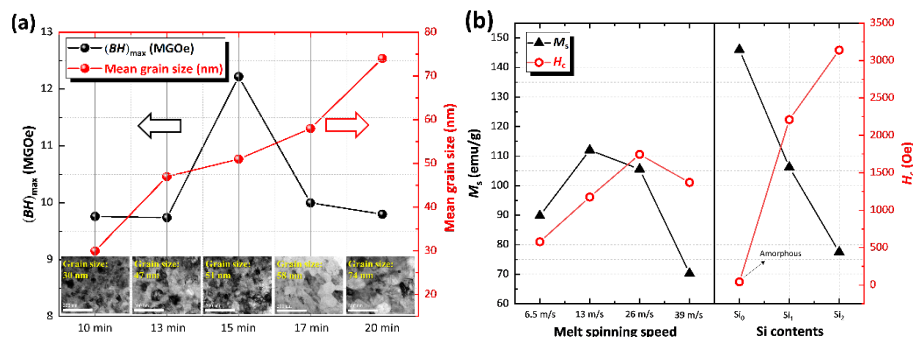 (a)
13
12
11
10
9
8
(BH)max (MGOe)
(BH)max (MGOe)
Mean grain size (nm)
80
70
60
50
40
30
20
Mean grain size (nm)
Grain size:
30 nm
Grain size:
47 nm
Grain size:
51 nm
Grain size:
58 nm
Grain size:
74 nm
10 min 13 min 15 min 17 min 20 min
(b)
150
140
130
120
110
100
90
80
70
60
Ms (emu/g)
Ms
Hc
Amorphous
3500
3000
2500
2000
1500
1000
500
0
Hc (Oe)
6.5 m/s 13 m/s 26 m/s 39 m/s Si0 Si1 Si2
Melt spinning speed Si contents